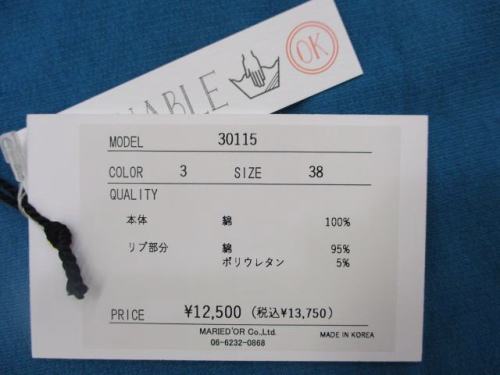 NABLE
OK
MODEL 30115
COLOR 3 SIZE 38
QUALITY
本体 綿 100%
リブ部分 綿 95%
ポリウレタン 5%
PRICE ¥12,500 (税込¥13,750)
MARIED'OR Co.,Ltd.
06-6232-0868
MADE IN KOREA